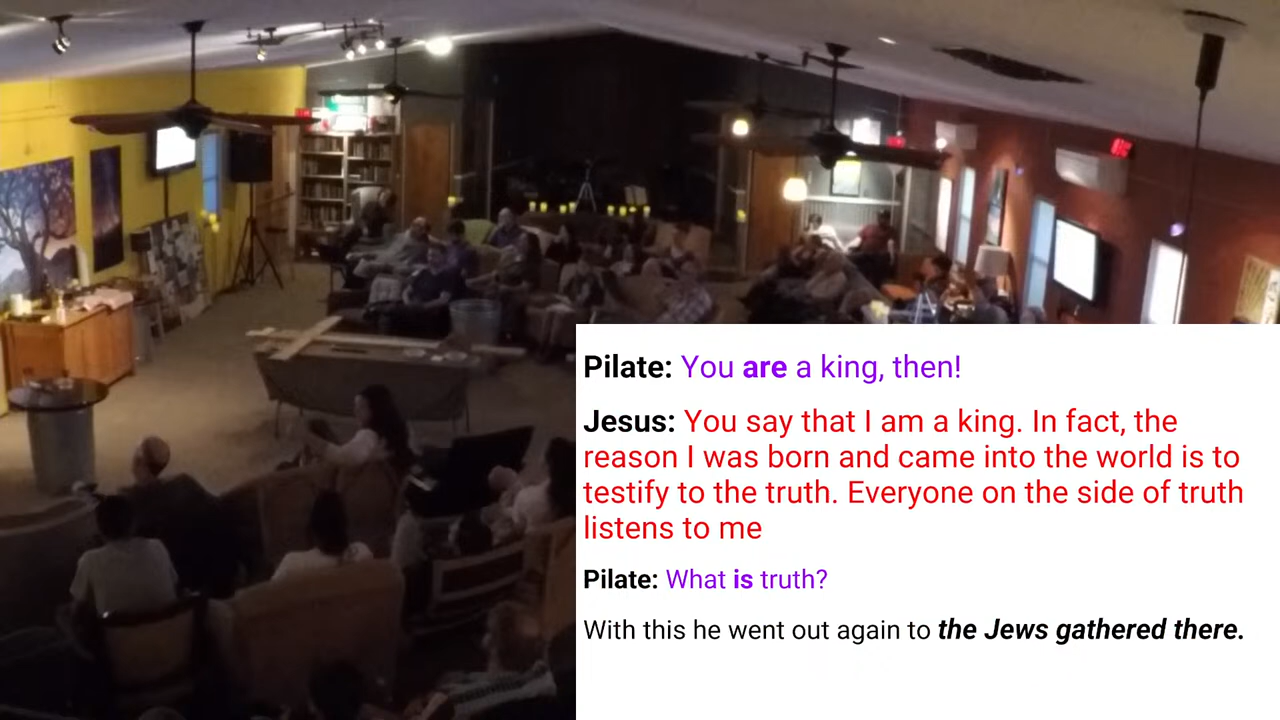 Pilate: You are a king, then!
Jesus: You say that I am a king. In fact, the
reason I was born and came into the world is to
testify to the truth. Everyone on the side of truth
listens to me
Pilate: What is truth?
With this he went out again to the Jews gathered there.